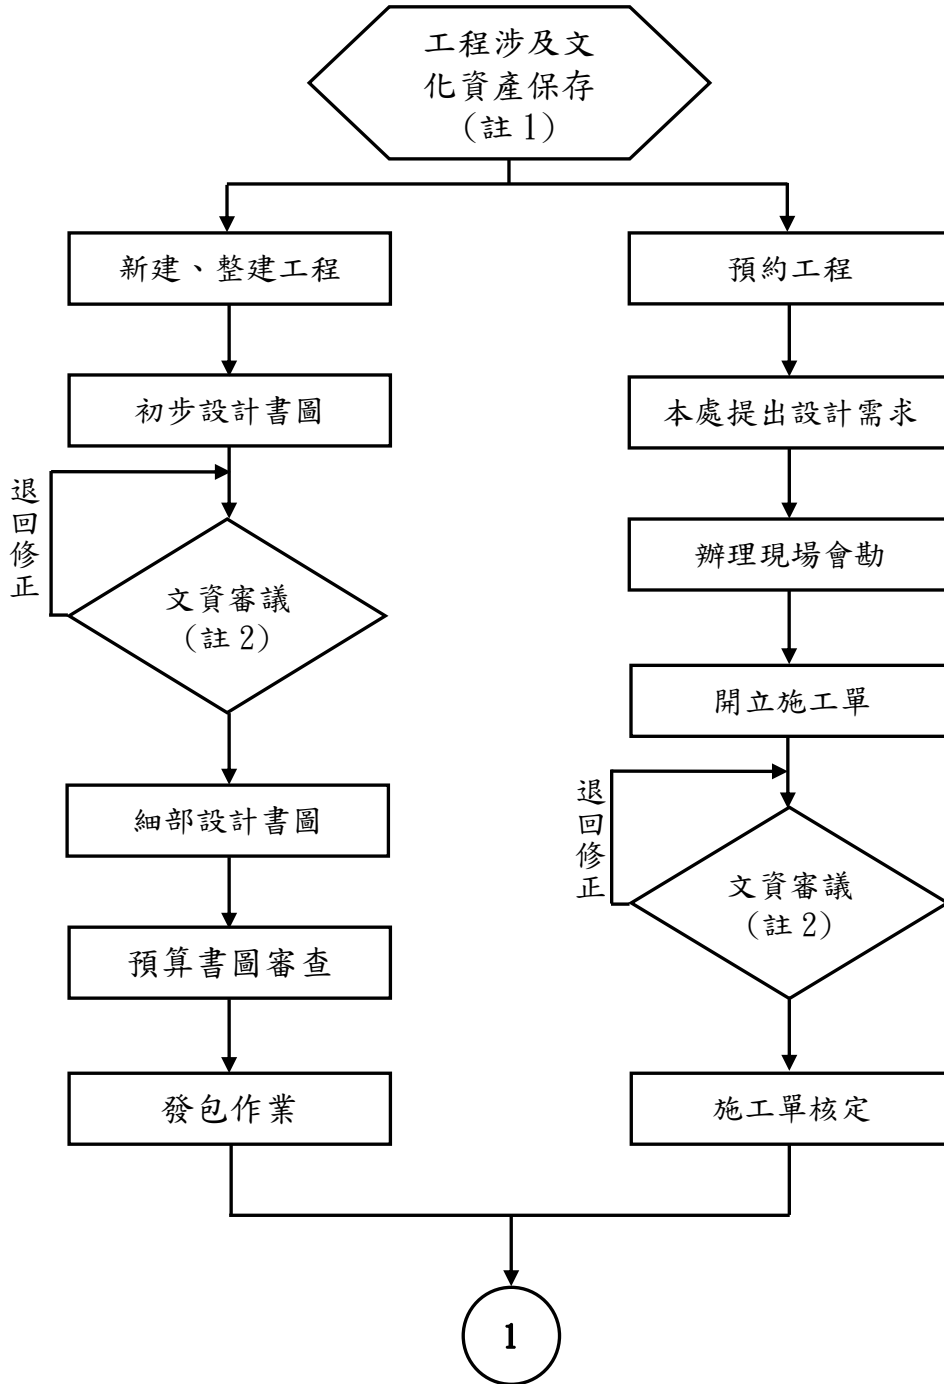 工程涉及文
化資產保存
(註 1)
新建、整建工程
初步設計書圖
退回修正
文資審議
(註 2)
細部設計書圖
預算書圖審查
發包作業
預約工程
本處提出設計需求
辦理現場會勘
開立施工單
退回修正
文資審議
(註 2)
施工單核定
1